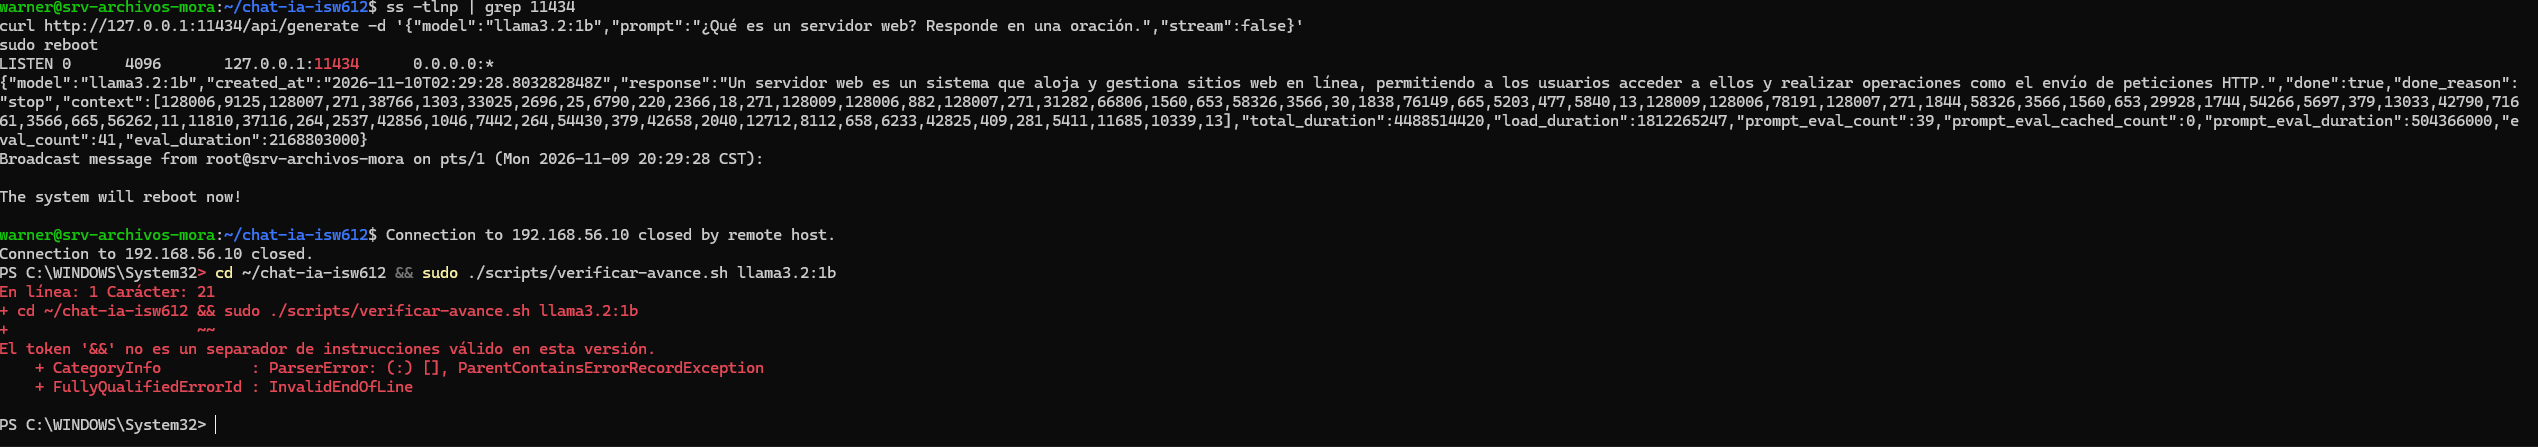 warner@srv-archivos-mora:~/chat-ia-isw612$ ss -tlnp | grep 11434
curl http://127.0.0.1:11434/api/generate -d '{"model":"llama3.2:1b","prompt":"¿Qué es un servidor web? Responde en una oración.","stream":false}'
sudo reboot
LISTEN 0      4096       127.0.0.1:11434      0.0.0.0:*
{"model":"llama3.2:1b","created_at":"2026-11-10T02:29:28.803282848Z","response":"Un servidor web es un sistema que aloja y gestiona sitios web en línea, permitiendo a los usuarios acceder a ellos y realizar operaciones como el envío de peticiones HTTP.","done":true,"done_reason":
"stop","context":[128006,9125,128007,271,38766,1303,33025,2696,25,6790,220,2366,18,271,128009,128006,882,128007,271,31282,66806,1560,653,58326,3566,30,1838,76149,665,5203,477,5840,13,128009,128006,78191,128007,271,1844,58326,3566,1560,653,29928,1744,54266,5697,379,13033,42790,716
61,3566,665,56262,11,11810,37116,264,2537,42856,1046,7442,264,54430,379,42658,2040,12712,8112,658,6233,42825,409,281,5411,11685,10339,13],"total_duration":4488514420,"load_duration":1812265247,"prompt_eval_count":39,"prompt_eval_cached_count":0,"prompt_eval_duration":504366000,"e
val_count":41,"eval_duration":2168803000}
Broadcast message from root@srv-archivos-mora on pts/1 (Mon 2026-11-09 20:29:28 CST):
The system will reboot now!
warner@srv-archivos-mora:~/chat-ia-isw612$ Connection to 192.168.56.10 closed by remote host.
Connection to 192.168.56.10 closed.
PS C:\WINDOWS\System32> cd ~/chat-ia-isw612 && sudo ./scripts/verificar-avance.sh llama3.2:1b
En línea: 1 Carácter: 21
+ cd ~/chat-ia-isw612 && sudo ./scripts/verificar-avance.sh llama3.2:1b
+                     ~~
El token '&&' no es un separador de instrucciones válido en esta versión.
    + CategoryInfo          : ParserError: (:) [], ParentContainsErrorRecordException
    + FullyQualifiedErrorId : InvalidEndOfLine
PS C:\WINDOWS\System32>